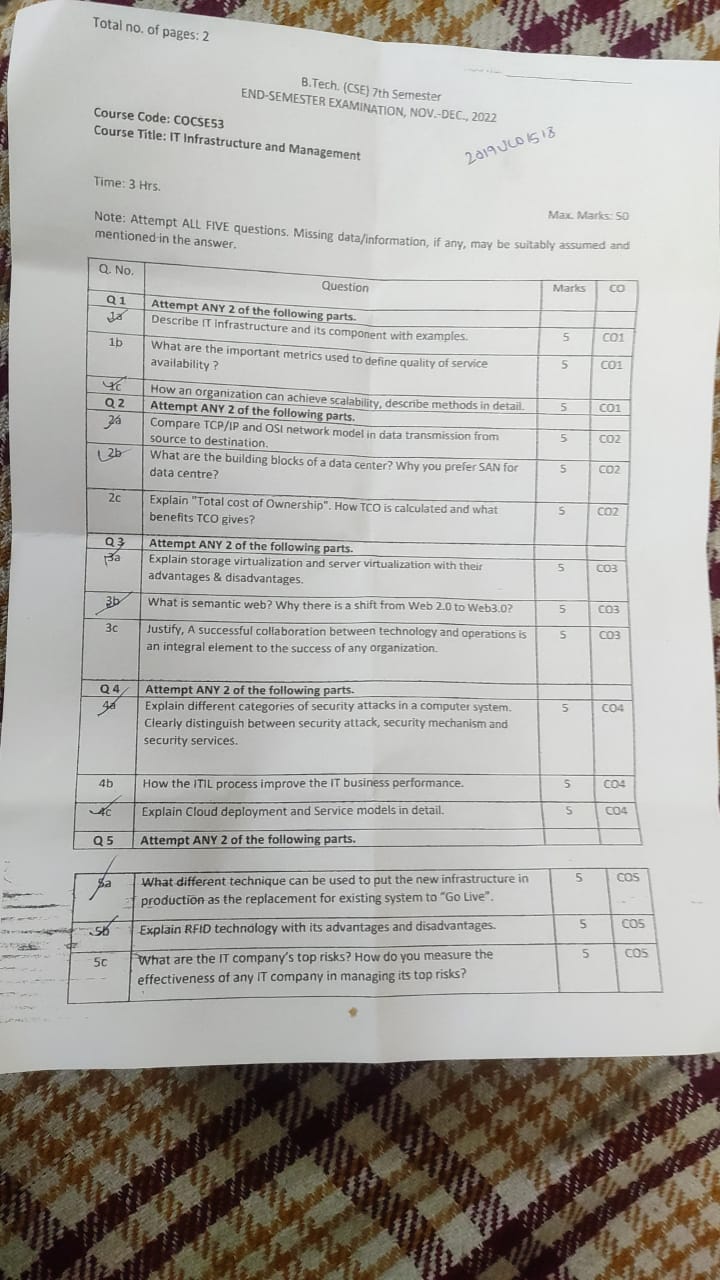 Total no. of pages: 2
B.Tech. (CSE) 7th Semester
END-SEMESTER EXAMINATION, NOV.-DEC., 2022
Course Code: COCSE53
Course Title: IT Infrastructure and Management
2019UCO1518
Time: 3 Hrs.
Max. Marks: 50
Note: Attempt ALL FIVE questions. Missing data/information, if any, may be suitably assumed and
mentioned in the answer.
Q. No. Question Marks CO
Q 1 Attempt ANY 2 of the following parts.
1a Describe IT Infrastructure and its component with examples. 5 CO1
1b What are the important metrics used to define quality of service 5 CO1
availability ?
1c How an organization can achieve scalability, describe methods in detail. 5 CO1
Q 2 Attempt ANY 2 of the following parts.
2a Compare TCP/IP and OSI network model in data transmission from 5 CO2
source to destination.
2b What are the building blocks of a data center? Why you prefer SAN for 5 CO2
data centre?
2c Explain "Total cost of Ownership". How TCO is calculated and what 5 CO2
benefits TCO gives?
Q 3 Attempt ANY 2 of the following parts.
3a Explain storage virtualization and server virtualization with their 5 CO3
advantages & disadvantages.
3b What is semantic web? Why there is a shift from Web 2.0 to Web3.0? 5 CO3
3c Justify, A successful collaboration between technology and operations is 5 CO3
an integral element to the success of any organization.
Q 4 Attempt ANY 2 of the following parts.
4a Explain different categories of security attacks in a computer system. 5 CO4
Clearly distinguish between security attack, security mechanism and
security services.
4b How the ITIL process improve the IT business performance. 5 CO4
4c Explain Cloud deployment and Service models in detail. 5 CO4
Q 5 Attempt ANY 2 of the following parts.
5a What different technique can be used to put the new infrastructure in 5 CO5
production as the replacement for existing system to “Go Live”.
5b Explain RFID technology with its advantages and disadvantages. 5 CO5
5c What are the IT company's top risks? How do you measure the 5 CO5
effectiveness of any IT company in managing its top risks?